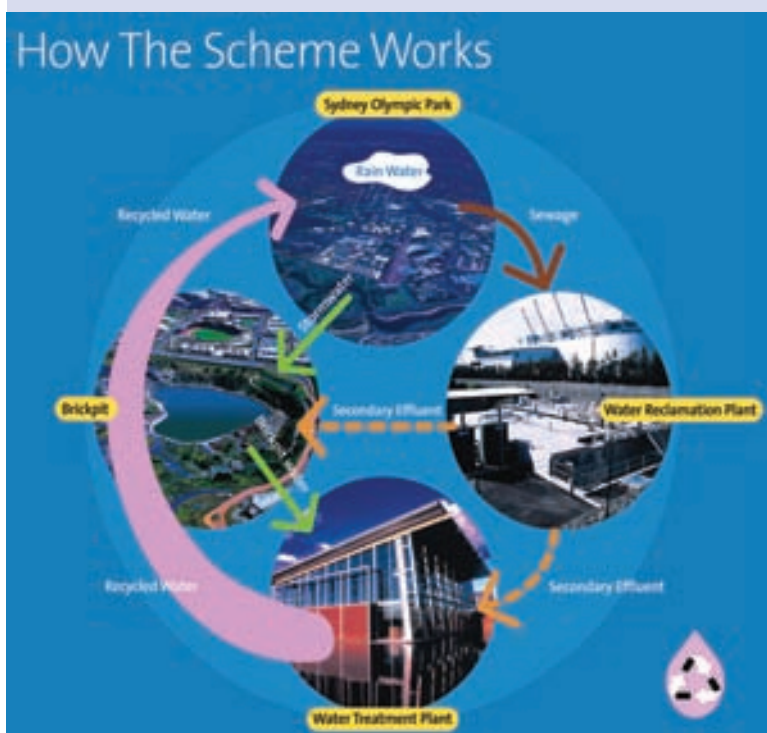 How The Scheme Works
Sydney Olympic Park
Rain Water
Recycled Water
Sewage
Stormwater
Brickpit
Secondary Effluent
Water Reclamation Plant
Recycled Water
Secondary Effluent
Water Treatment Plant